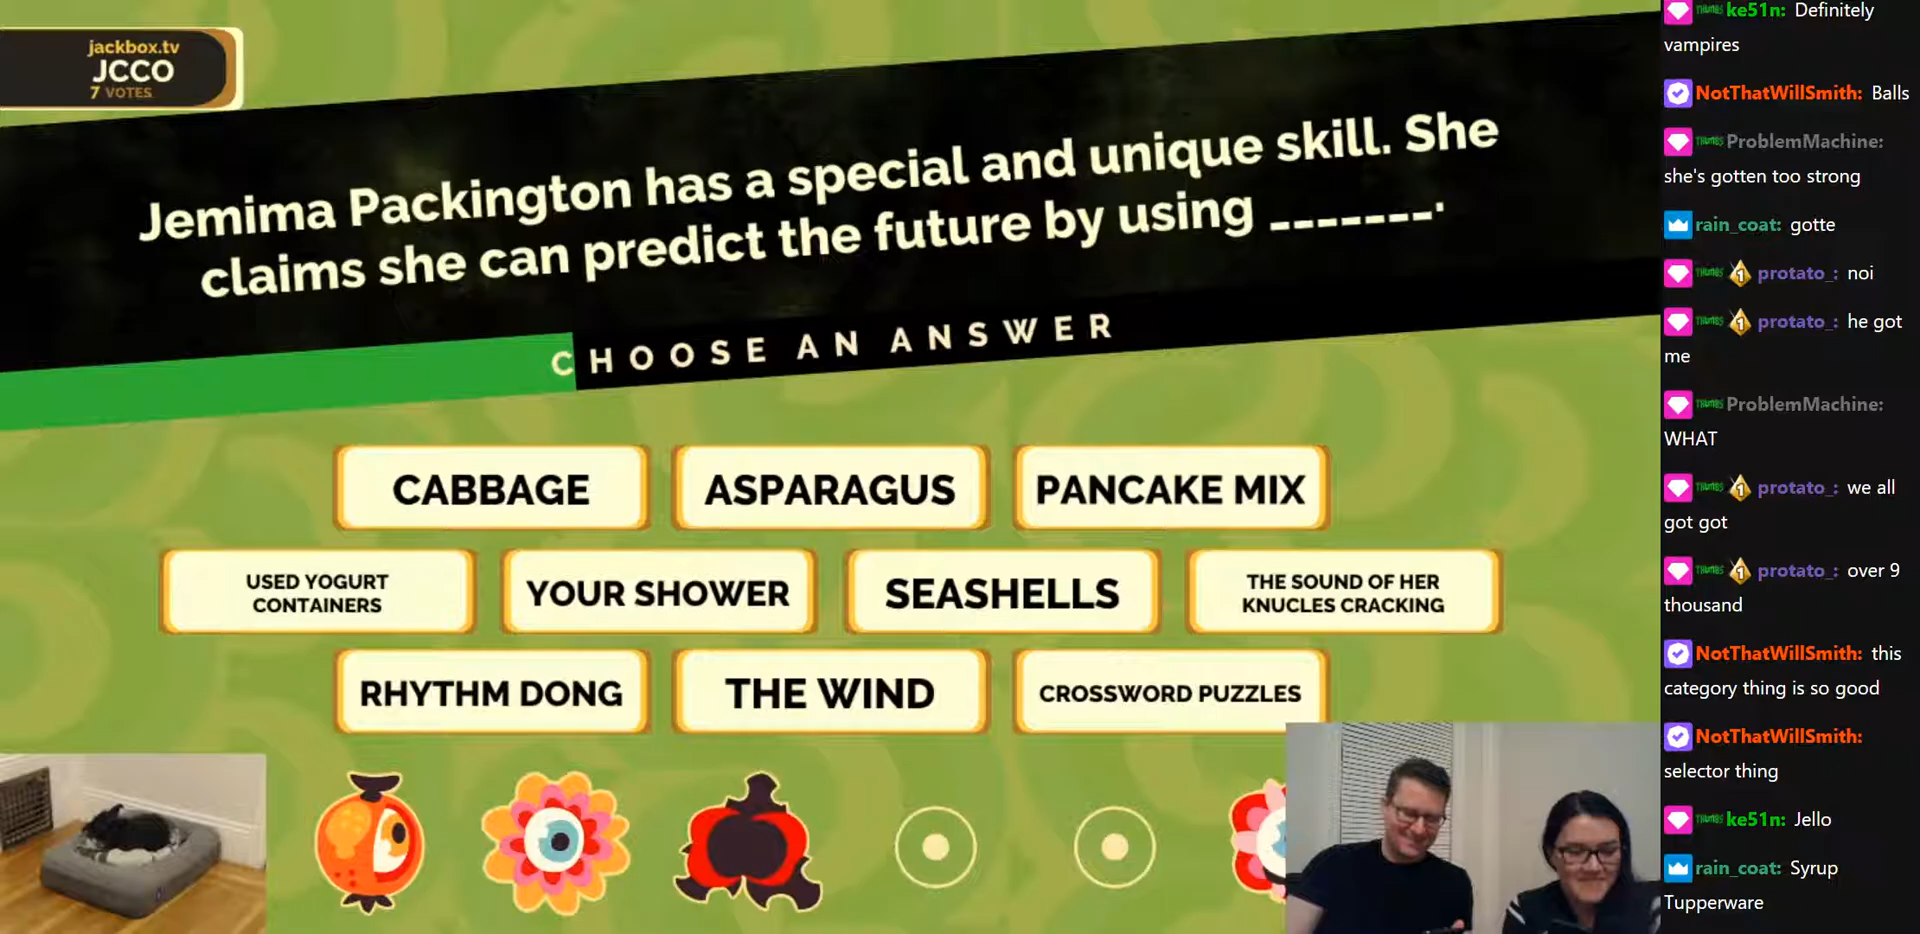 jackbox.tv
JCCO
7 VOTES
Jemima Packington has a special and unique skill. She
claims she can predict the future by using _______.
CHOOSE AN ANSWER
CABBAGE
ASPARAGUS
PANCAKE MIX
USED YOGURT
CONTAINERS
YOUR SHOWER
SEASHELLS
THE SOUND OF HER
KNUCLES CRACKING
RHYTHM DONG
THE WIND
CROSSWORD PUZZLES
ke51n: Definitely
vampires
NotThatWillSmith: Balls
ProblemMachine:
she's gotten too strong
rain_coat: gotte
1 protato_: noi
1 protato_: he got
me
ProblemMachine:
WHAT
1 protato_: we all
got got
1 protato_: over 9
thousand
NotThatWillSmith: this
category thing is so good
NotThatWillSmith:
selector thing
ke51n: Jello
rain_coat: Syrup
Tupperware